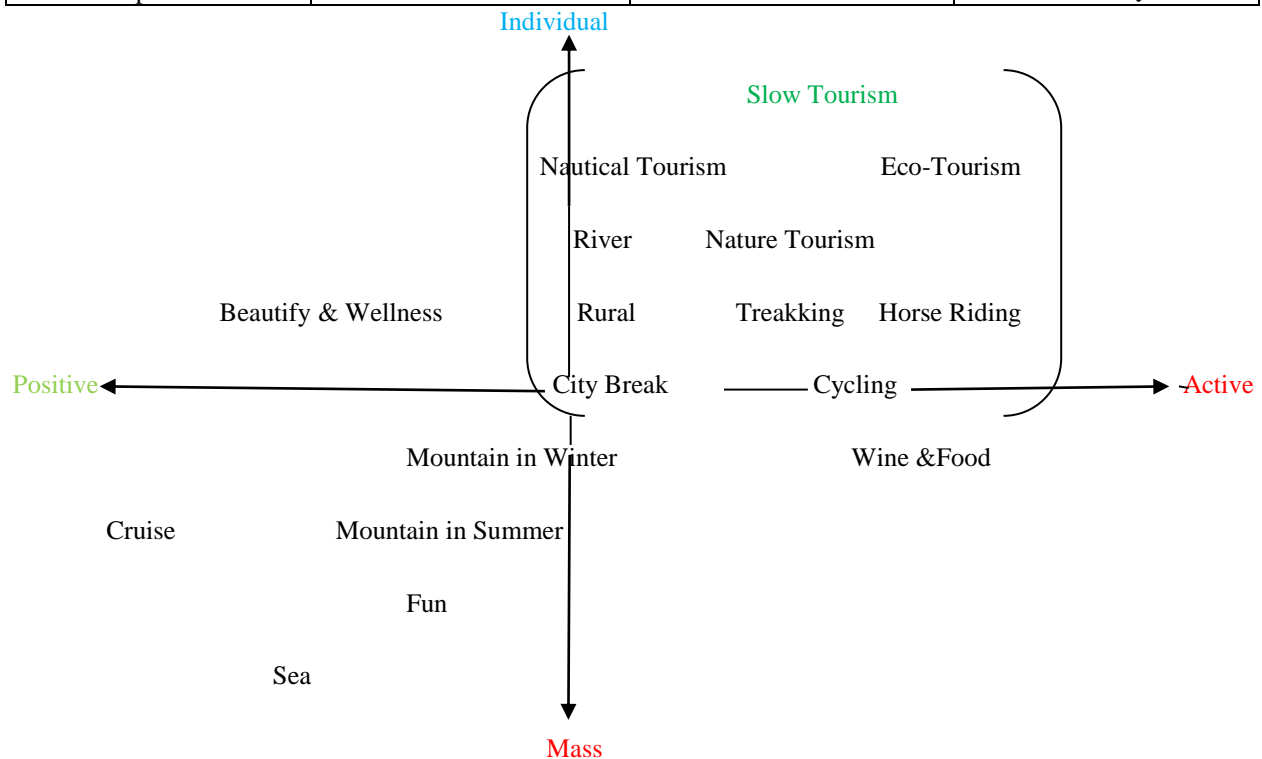 Individual
Slow Tourism
Nautical Tourism Eco-Tourism
River Nature Tourism
Beautify & Wellness Rural Treakking Horse Riding
Positive City Break Cycling Active
Mountain in Winter Wine &Food
Cruise Mountain in Summer
Fun
Sea
Mass